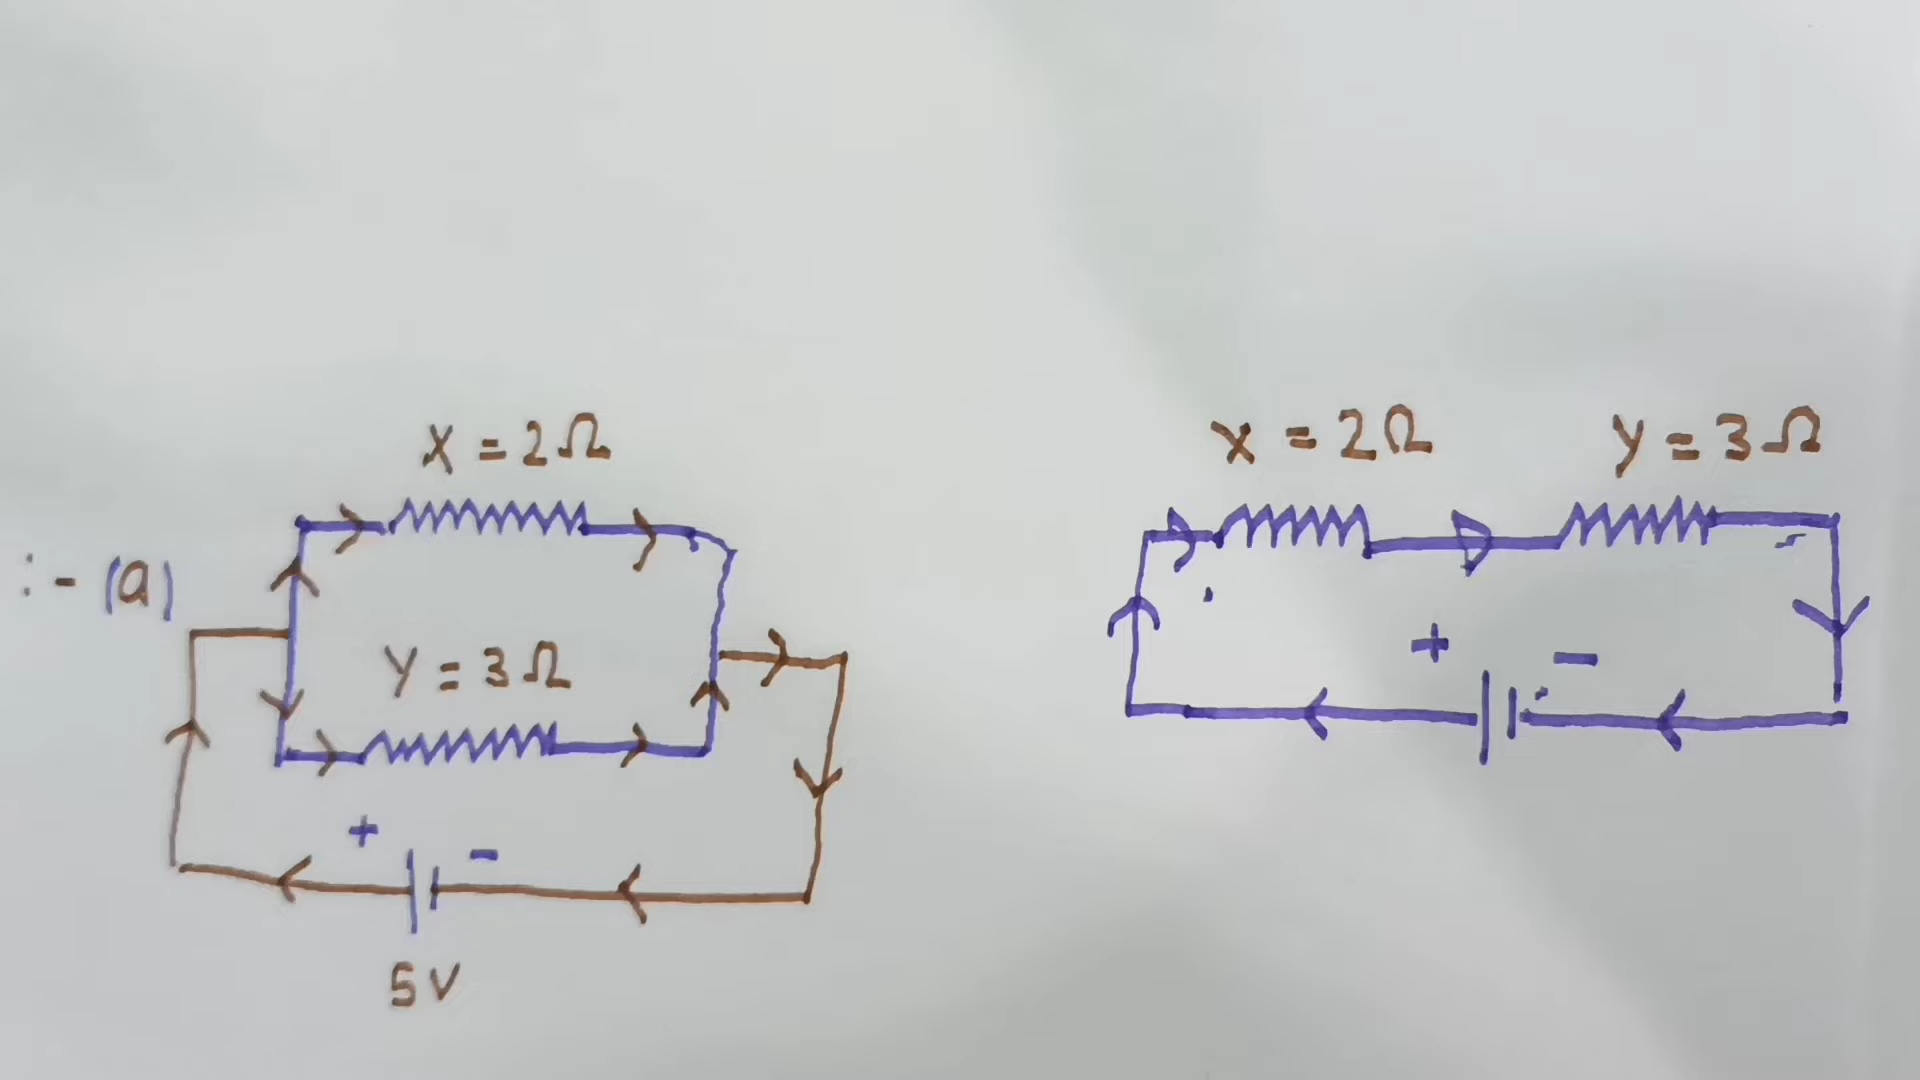 X = 2Ω
:- (a)
Y = 3Ω
+ -
5V
x = 2Ω
y = 3Ω
+ -